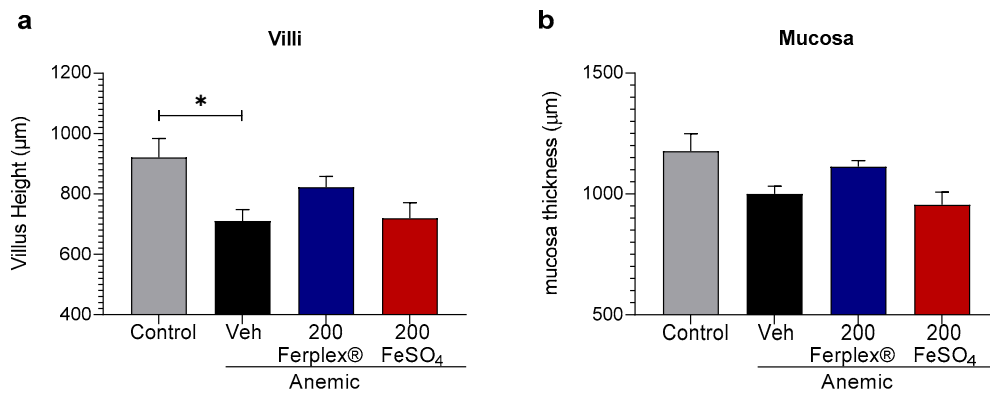 a
Villi
Villus Height (μm)
1200
1000
800
600
400
*
Control
Veh
200
Ferplex®
200
FeSO₄
Anemic
b
Mucosa
mucosa thickness (μm)
1500
1000
500
Control
Veh
200
Ferplex®
200
FeSO₄
Anemic